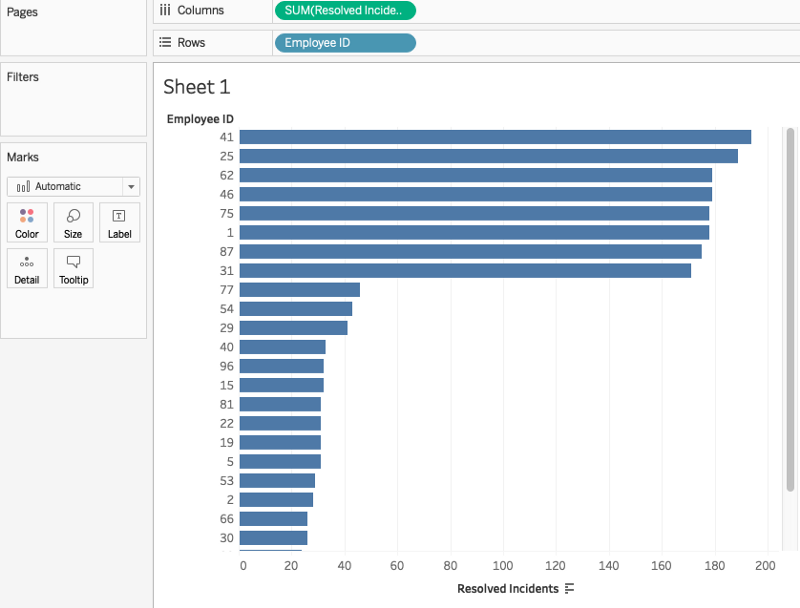 Pages
Columns
SUM(Resolved Incide..
Rows
Employee ID
Filters
Marks
Automatic
Color
Size
Label
Detail
Tooltip
Sheet 1
Employee ID
41
25
62
46
75
1
87
31
77
54
29
40
96
15
81
22
19
5
53
2
66
30
0 20 40 60 80 100 120 140 160 180 200
Resolved Incidents